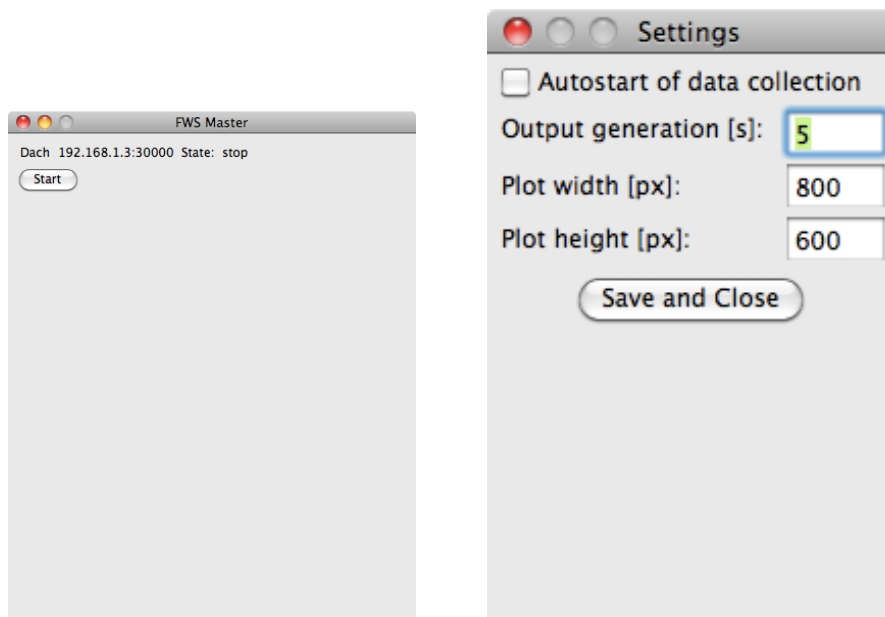 FWS Master
Dach 192.168.1.3:30000 State: stop
Start
Settings
Autostart of data collection
Output generation [s]: 5
Plot width [px]: 800
Plot height [px]: 600
Save and Close